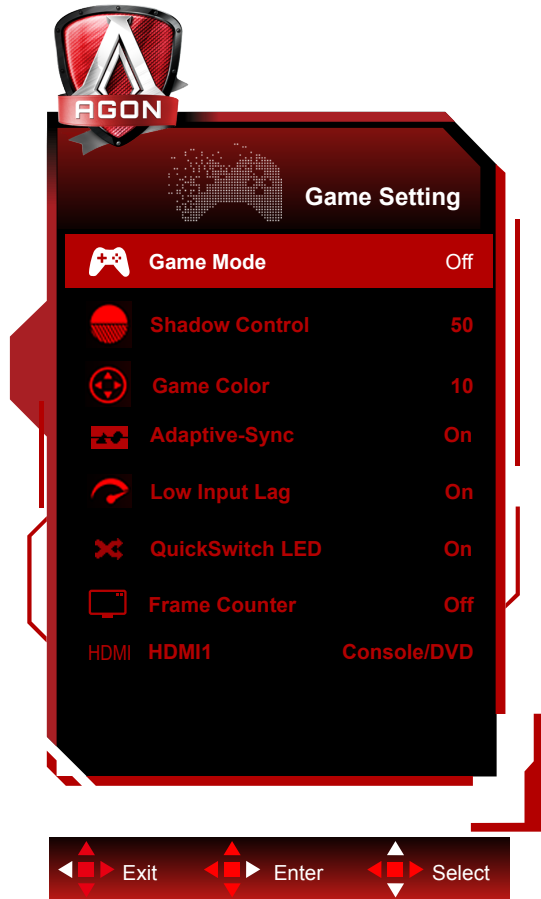 AGON
Game Setting
Game Mode Off
Shadow Control 50
Game Color 10
Adaptive-Sync On
Low Input Lag On
QuickSwitch LED On
Frame Counter Off
HDMI HDMI1 Console/DVD
Exit Enter Select